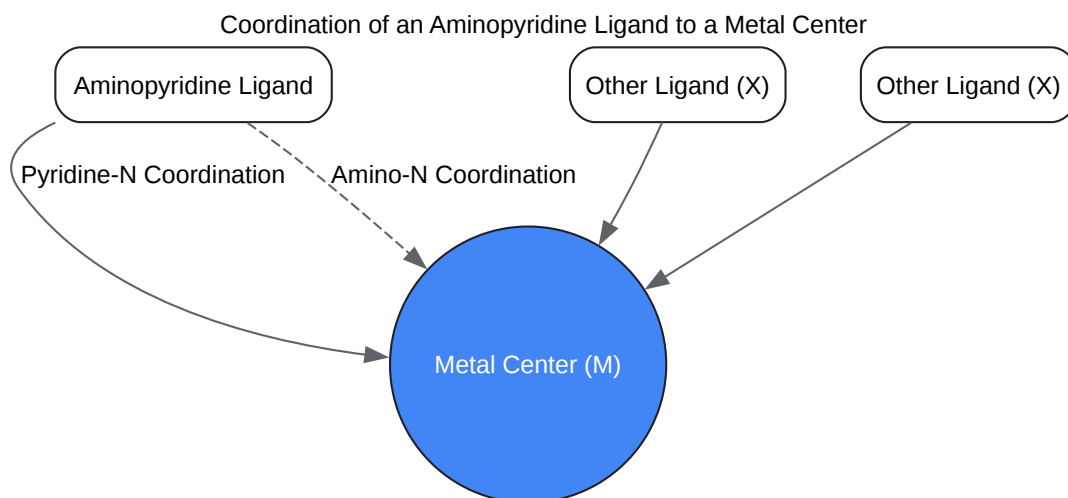 Coordination of an Aminopyridine Ligand to a Metal Center
Aminopyridine Ligand
Other Ligand (X)
Other Ligand (X)
Pyridine-N Coordination
Amino-N Coordination
Metal Center (M)